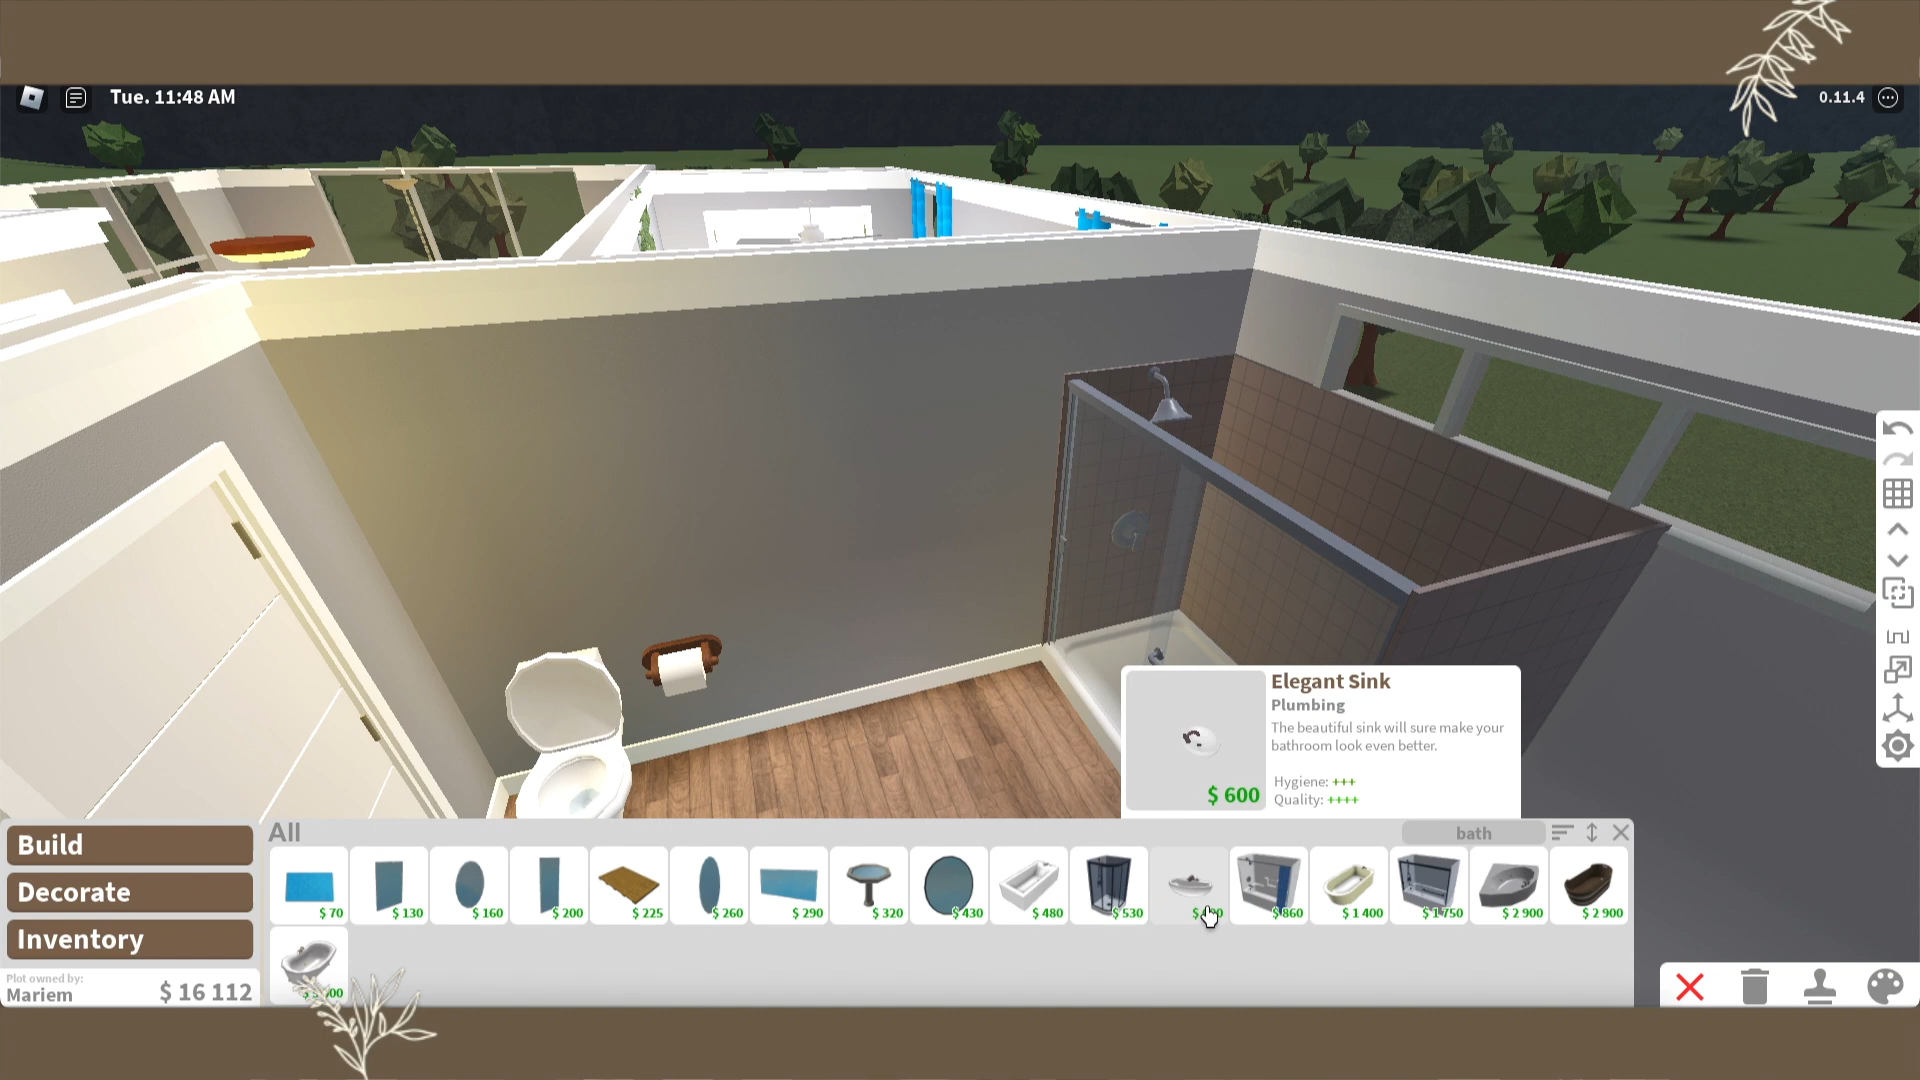 Tue. 11:48 AM
0.11.4
Elegant Sink
Plumbing
The beautiful sink will sure make your
bathroom look even better.
Hygiene: +++
$ 600
Quality: ++++
All
bath
$ 70
$ 130
$ 160
$ 200
$ 225
$ 260
$ 290
$ 320
$ 430
$ 480
$ 530
$ 860
$ 1 400
$ 1 750
$ 2 900
$ 2 900
Build
Decorate
Inventory
Plot owned by:
Mariem
$ 16 112